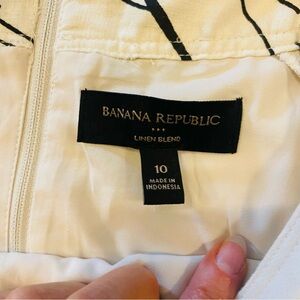 BANANA REPUBLIC
LINEN BLEND
10
MADE IN
INDONESIA